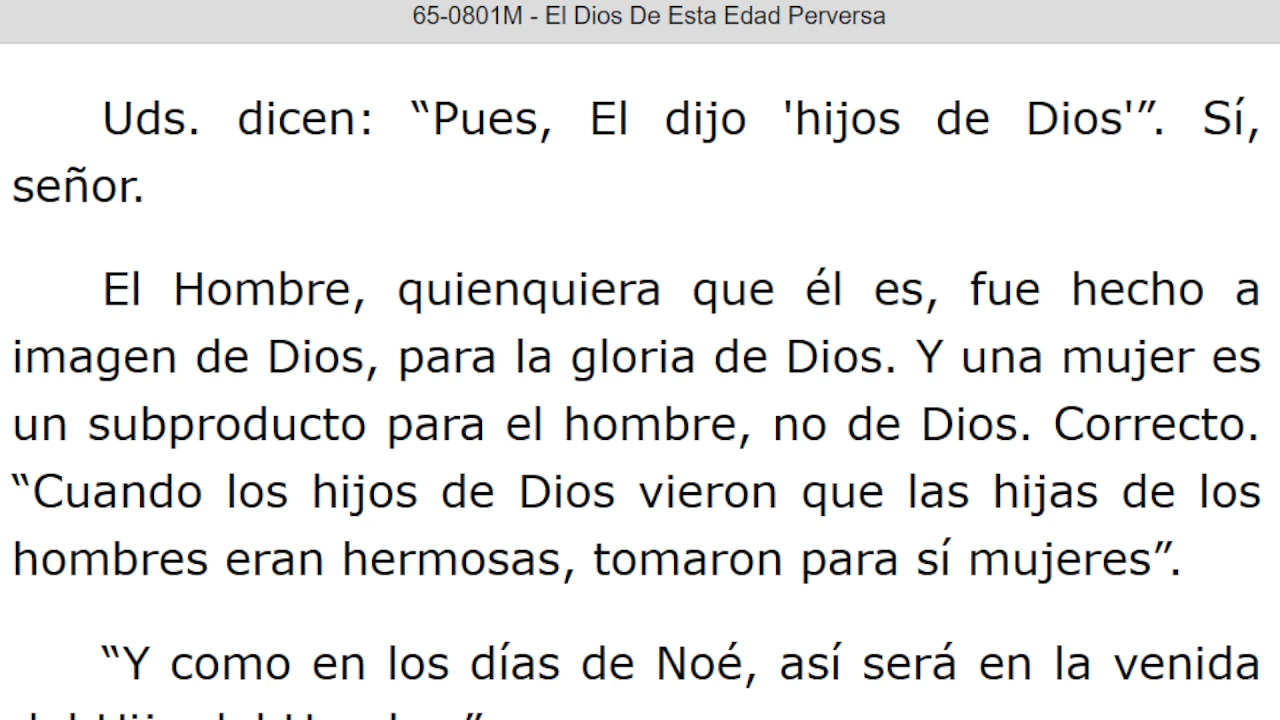 65-0801M - El Dios De Esta Edad Perversa
Uds. dicen: “Pues, El dijo 'hijos de Dios'”. Sí,
señor.
El Hombre, quienquiera que él es, fue hecho a
imagen de Dios, para la gloria de Dios. Y una mujer es
un subproducto para el hombre, no de Dios. Correcto.
“Cuando los hijos de Dios vieron que las hijas de los
hombres eran hermosas, tomaron para sí mujeres”.
“Y como en los días de Noé, así será en la venida